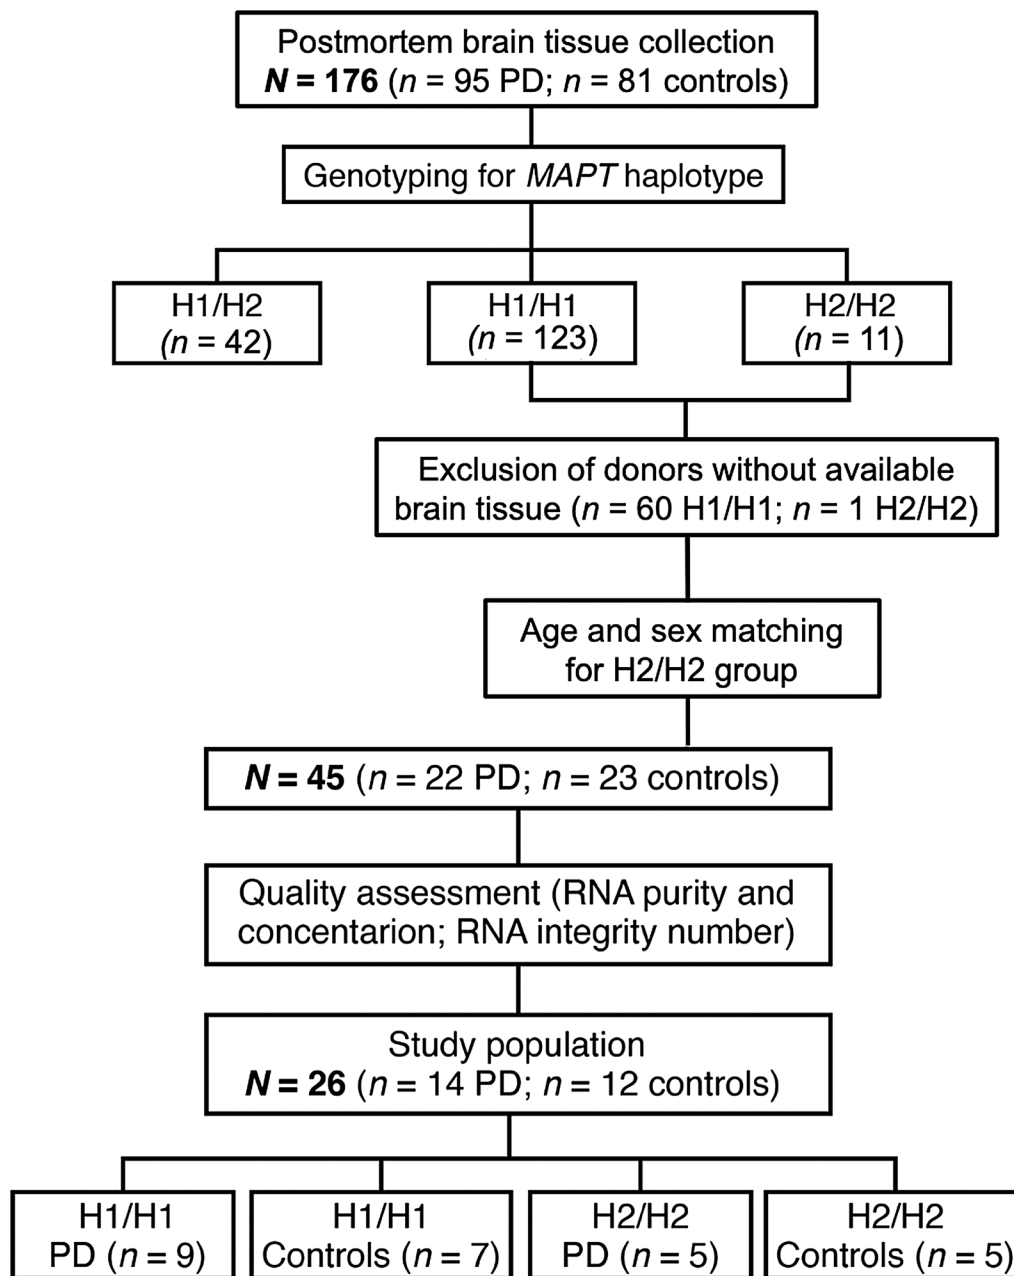 Postmortem brain tissue collection
N = 176 (n = 95 PD; n = 81 controls)
Genotyping for MAPT haplotype
H1/H2
(n = 42)
H1/H1
(n = 123)
H2/H2
(n = 11)
Exclusion of donors without available
brain tissue (n = 60 H1/H1; n = 1 H2/H2)
Age and sex matching
for H2/H2 group
N = 45 (n = 22 PD; n = 23 controls)
Quality assessment (RNA purity and
concentarion; RNA integrity number)
Study population
N = 26 (n = 14 PD; n = 12 controls)
H1/H1
PD (n = 9)
H1/H1
Controls (n = 7)
H2/H2
PD (n = 5)
H2/H2
Controls (n = 5)